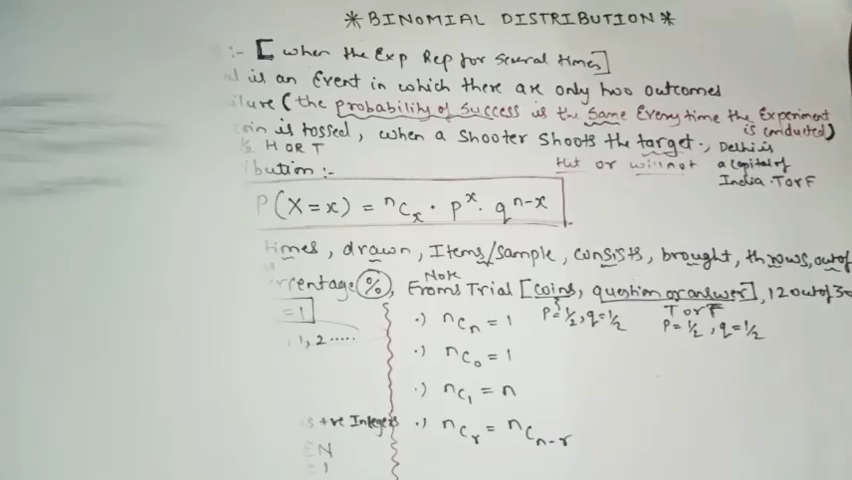 *BINOMIAL DISTRIBUTION*
:- [when the Exp Rep for several times]
al is an Event in which there are only two outcomes
ilure (the probability of success is the same Every time the Experiment is conducted)
oin is tossed, when a shooter shoots the target., Delhi is a capital of India. T or F
1/2 H OR T
Hit or will not
ibution :-
P(X=x) = nCx . p^x . q^n-x
times, drawn, Items/sample, consists, brought, throws, out of
rcentage (%), From's Trial [coins, question or answer], 12 out of 30
Not
= 1
P=1/2, q=1/2
T or F
P=1/2, q=1/2
, 1, 2 .....
.) nCn = 1
.) nC0 = 1
.) nC1 = n
+ve Integers
.) nCr = nCn-r
EN
= 1